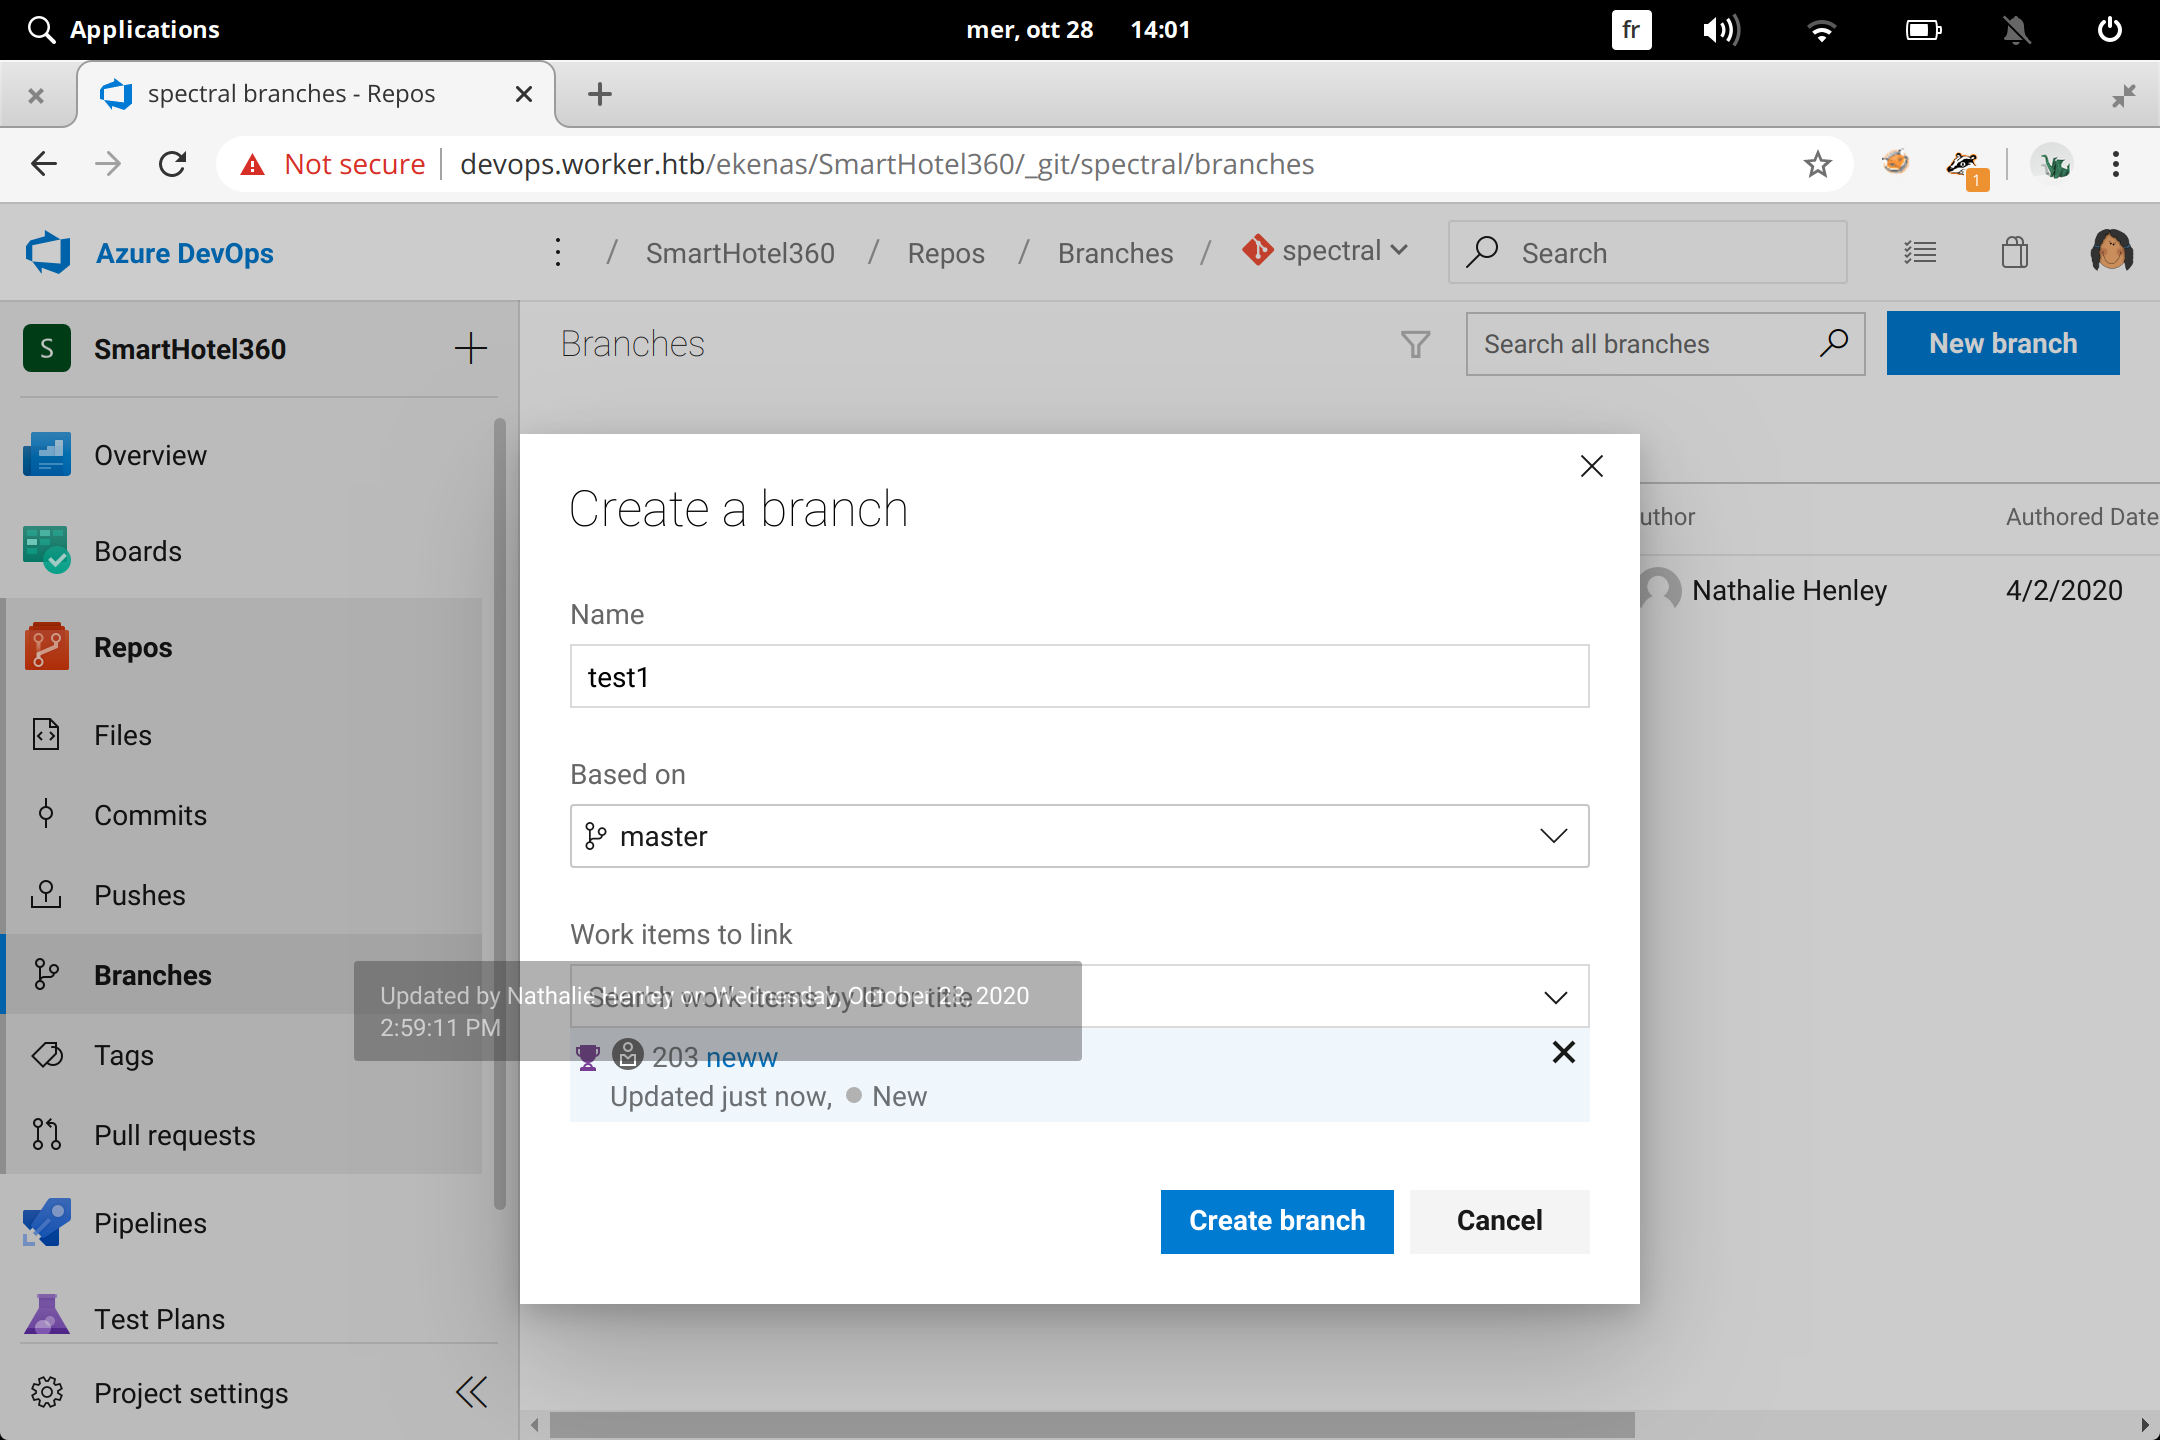 Applications
mer, ott 28 14:01
fr
spectral branches - Repos
Not secure
devops.worker.htb/ekenas/SmartHotel360/_git/spectral/branches
1
Azure DevOps
/ SmartHotel360 / Repos / Branches / spectral
Search
S SmartHotel360
Overview
Boards
Repos
Files
Commits
Pushes
Branches
Tags
Pull requests
Pipelines
Test Plans
Project settings
Branches
Search all branches
New branch
uthor
Authored Date
Nathalie Henley
4/2/2020
Create a branch
Name
test1
Based on
master
Work items to link
Search work items by ID or title
Updated by Nathalie Henley on Wednesday, October 28, 2020
2:59:11 PM
203 neww
Updated just now, New
Create branch
Cancel